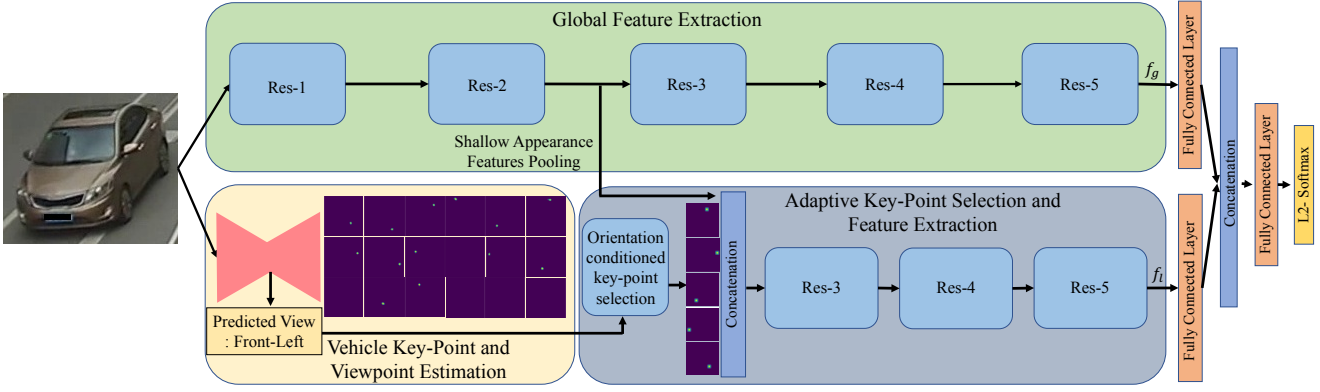 Global Feature Extraction
Res-1
Res-2
Res-3
Res-4
Res-5
f_g
Fully Connected Layer
Shallow Appearance
Features Pooling
Predicted View
: Front-Left
Vehicle Key-Point and
Viewpoint Estimation
Adaptive Key-Point Selection and
Feature Extraction
Orientation
conditioned
key-point
selection
Concatenation
Res-3
Res-4
Res-5
f_l
Fully Connected Layer
Concatenation
Fully Connected Layer
L2- Softmax